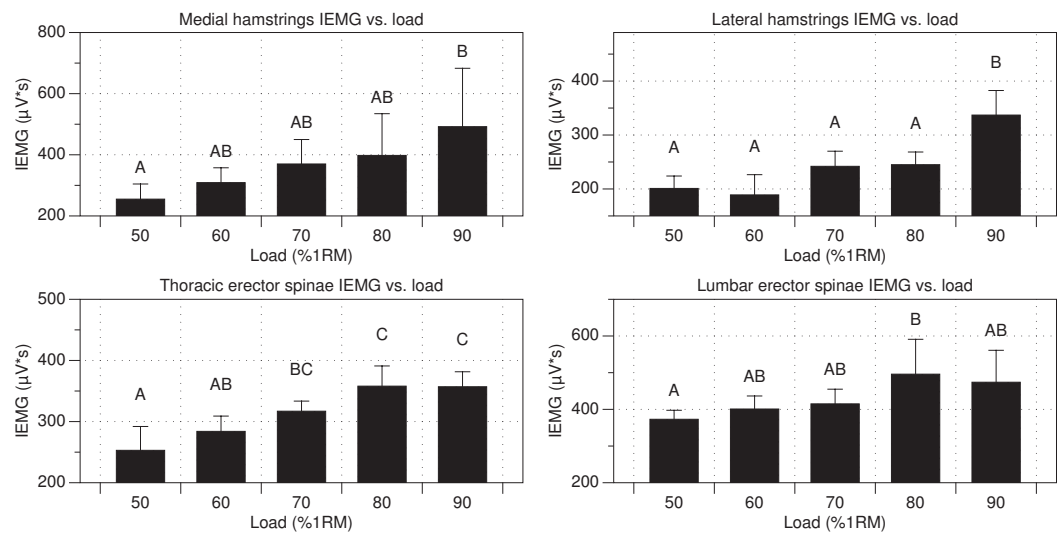 Medial hamstrings IEMG vs. load
IEMG (μV*s)
800
600
400
200
A
AB
AB
AB
B
50 60 70 80 90
Load (%1RM)
Lateral hamstrings IEMG vs. load
IEMG (μV*s)
400
300
200
A
A
A
A
B
50 60 70 80 90
Load (%1RM)
Thoracic erector spinae IEMG vs. load
IEMG (μV*s)
500
400
300
200
A
AB
BC
C
C
50 60 70 80 90
Load (%1RM)
Lumbar erector spinae IEMG vs. load
IEMG (μV*s)
600
400
200
A
AB
AB
B
AB
50 60 70 80 90
Load (%1RM)